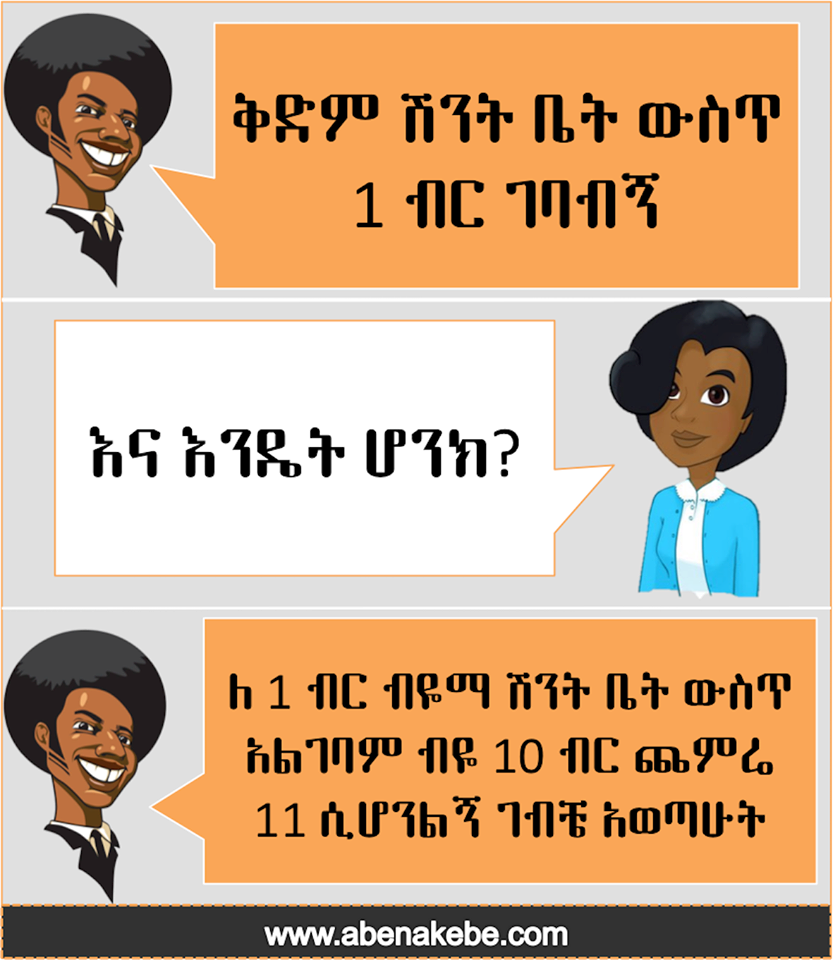 ቅድም ሽንት ቤት ውስጥ
1 ብር ገባብኝ
እና እንዴት ሆንክ?
ለ 1 ብር ብዬማ ሽንት ቤት ውስጥ
አልገባም ብዬ 10 ብር ጨምሬ
11 ሲሆንልኝ ገብቼ አወጣሁት
www.abenakebe.com